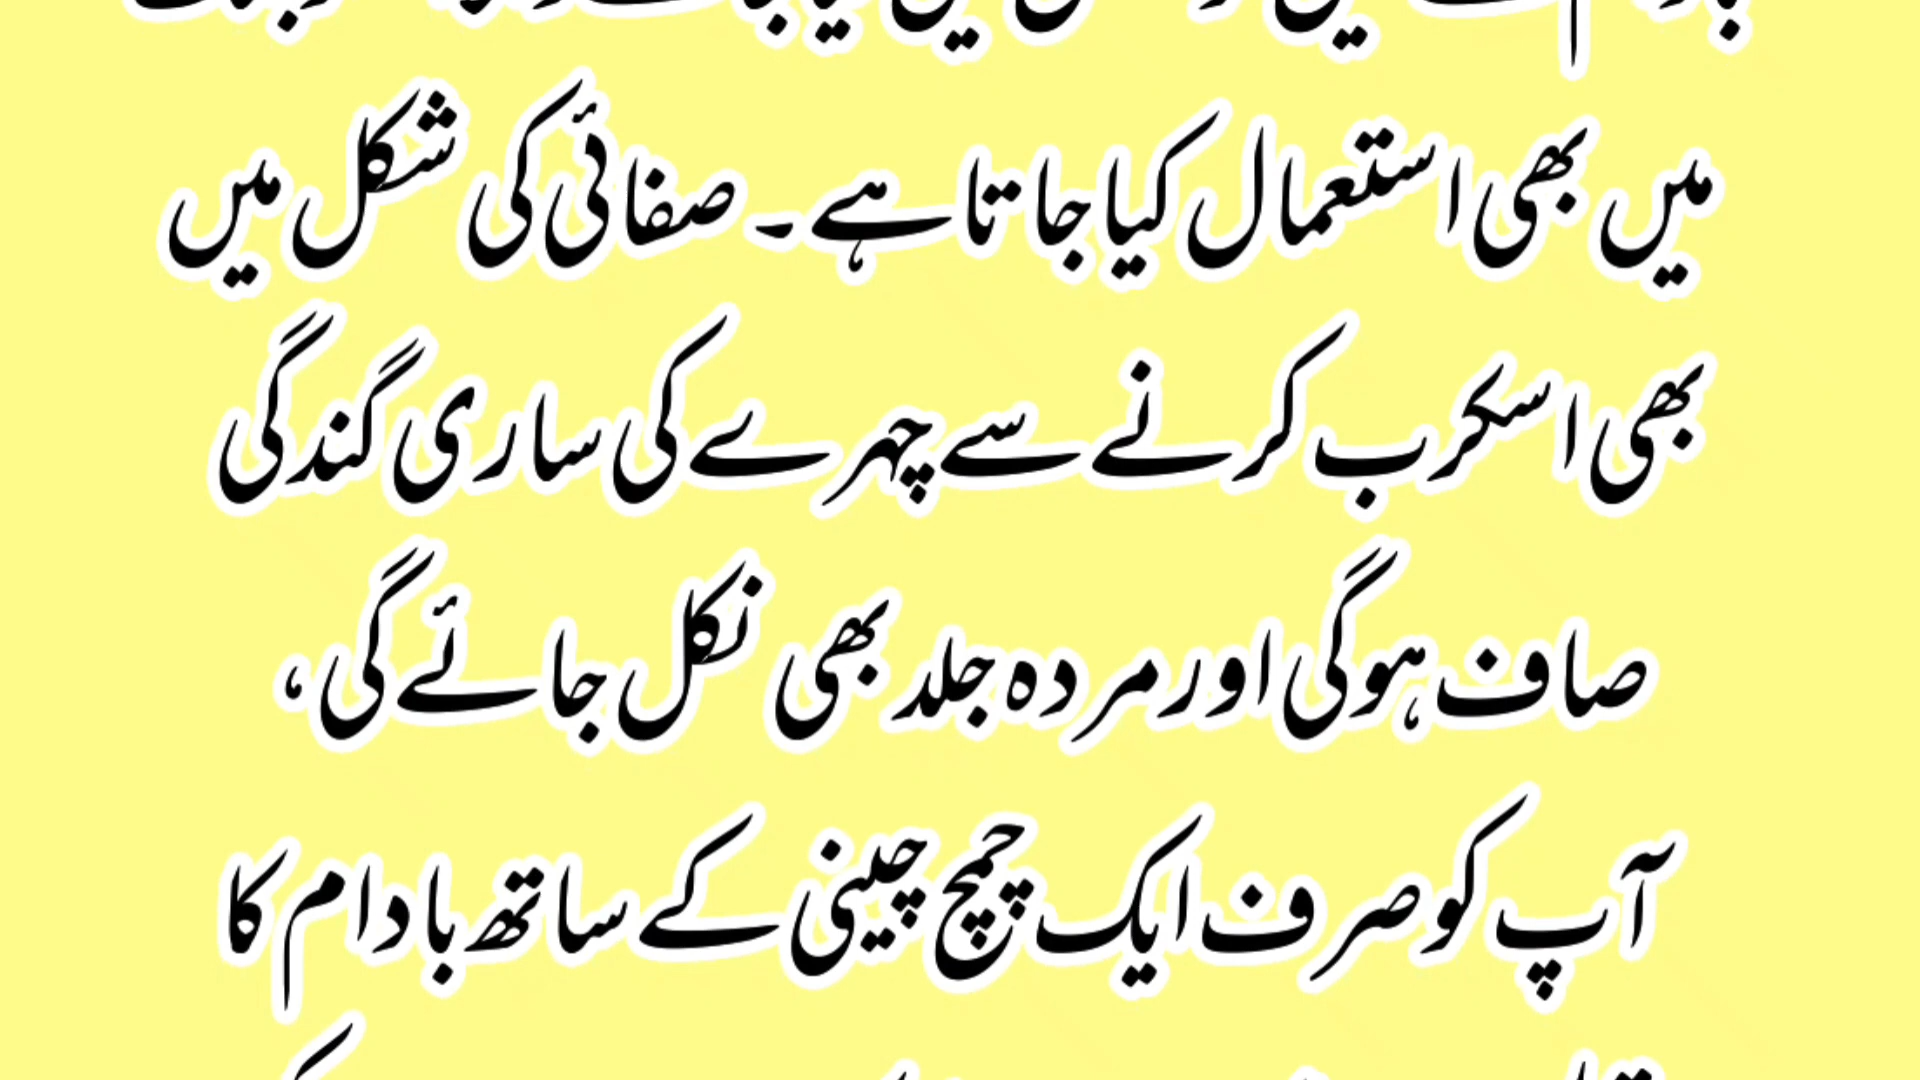 میں بھی استعمال کیا جاتا ہے۔ صفائی کی شکل میں
بھی اسکرب کرنے سے چہرے کی ساری گندگی
صاف ہوگی اور مردہ جلد بھی نکل جائے گی،
آپ کو صرف ایک چمچ چینی کے ساتھ بادام کا